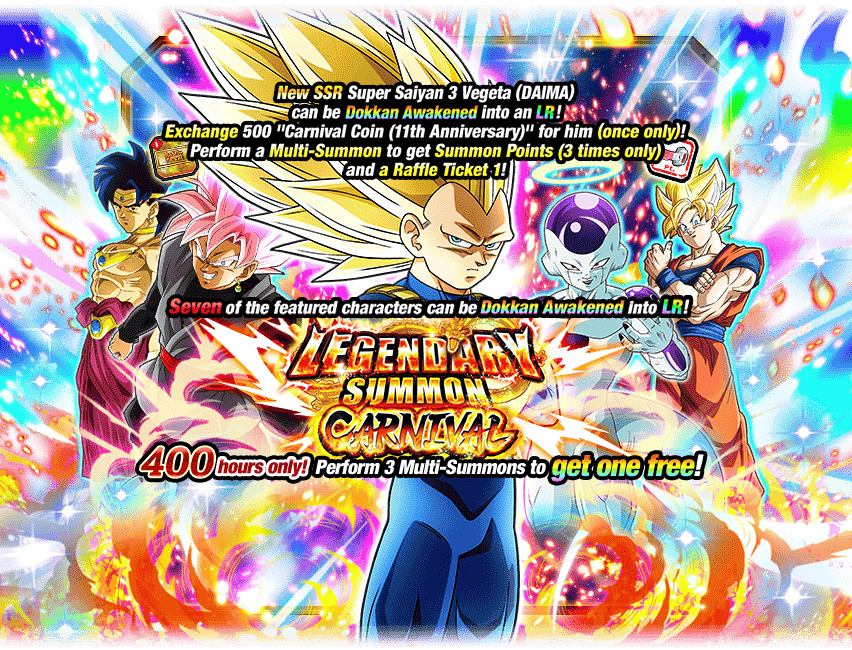 New SSR Super Saiyan 3 Vegeta (DAIMA)
can be Dokkan Awakened into an LR!
Exchange 500 "Carnival Coin (11th Anniversary)" for him (once only)!
Perform a Multi-Summon to get Summon Points (3 times only)
and a Raffle Ticket 1!
Seven of the featured characters can be Dokkan Awakened into LR!
LEGENDARY
SUMMON
CARNIVAL
400 hours only! Perform 3 Multi-Summons to get one free!